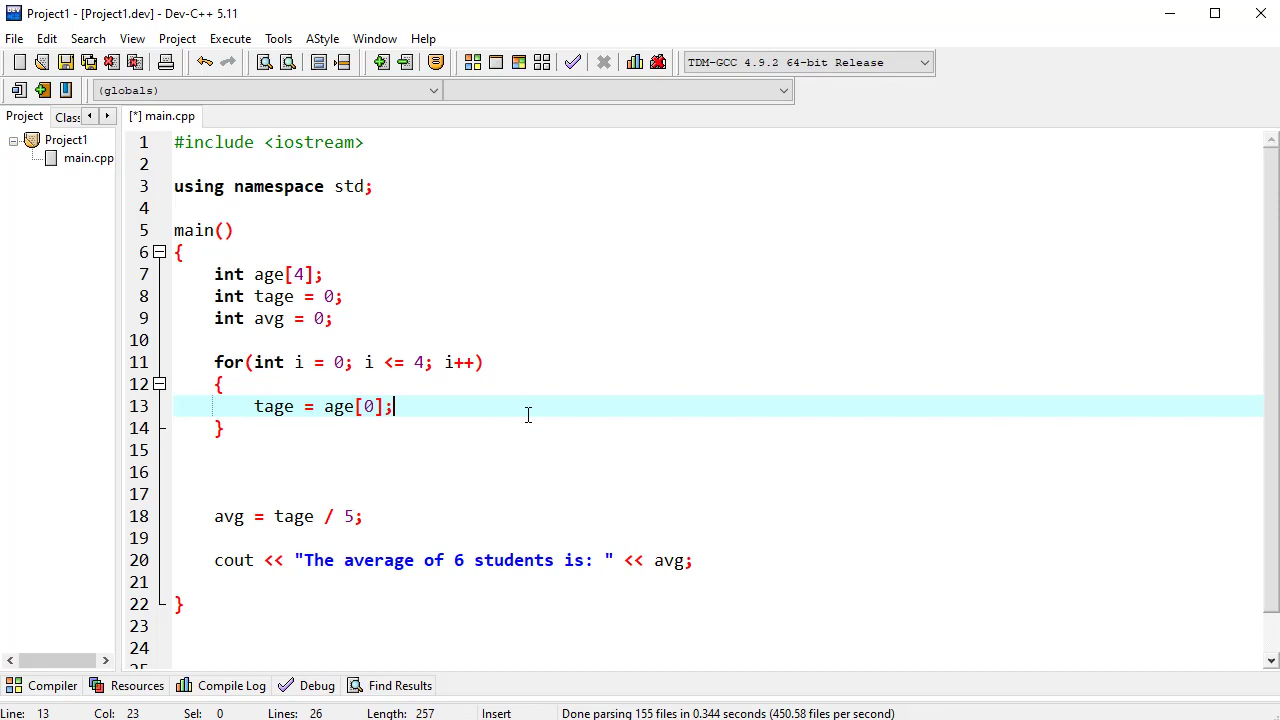 Project1 - [Project1.dev] - Dev-C++ 5.11
File Edit Search View Project Execute Tools AStyle Window Help
TDM-GCC 4.9.2 64-bit Release
(globals)
Project Class [*] main.cpp
Project1
main.cpp
1 #include <iostream>
2
3 using namespace std;
4
5 main()
6 {
7 int age[4];
8 int tage = 0;
9 int avg = 0;
10
11 for(int i = 0; i <= 4; i++)
12 {
13 tage = age[0];
14 }
15
16
17
18 avg = tage / 5;
19
20 cout << "The average of 6 students is: " << avg;
21
22 }
23
24
25
Compiler Resources Compile Log Debug Find Results
Line: 13 Col: 23 Sel: 0 Lines: 26 Length: 257 Insert Done parsing 155 files in 0.344 seconds (450.58 files per second)